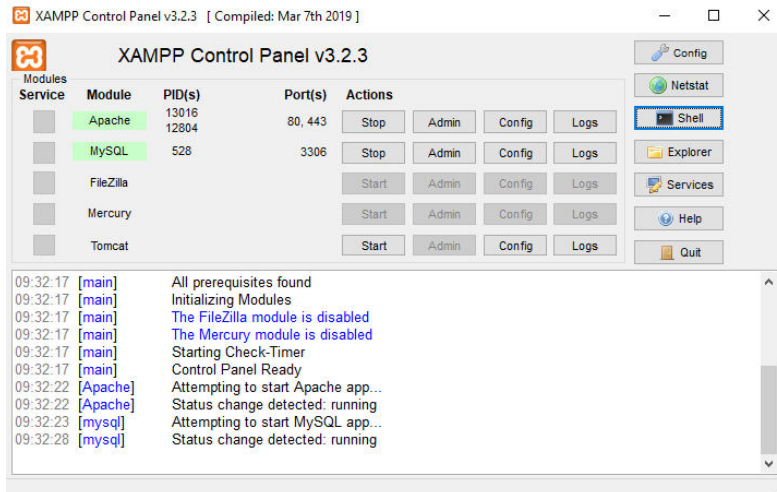 XAMPP Control Panel v3.2.3 [ Compiled: Mar 7th 2019 ]
XAMPP Control Panel v3.2.3
Config
Modules
Service Module PID(s) Port(s) Actions
Netstat
Apache 13016 12804 80, 443 Stop Admin Config Logs
Shell
MySQL 528 3306 Stop Admin Config Logs
Explorer
FileZilla Start Admin Config Logs
Services
Mercury Start Admin Config Logs
Help
Tomcat Start Admin Config Logs
Quit
09:32:17 [main] All prerequisites found
09:32:17 [main] Initializing Modules
09:32:17 [main] The FileZilla module is disabled
09:32:17 [main] The Mercury module is disabled
09:32:17 [main] Starting Check-Timer
09:32:17 [main] Control Panel Ready
09:32:22 [Apache] Attempting to start Apache app...
09:32:22 [Apache] Status change detected: running
09:32:23 [mysql] Attempting to start MySQL app...
09:32:28 [mysql] Status change detected: running